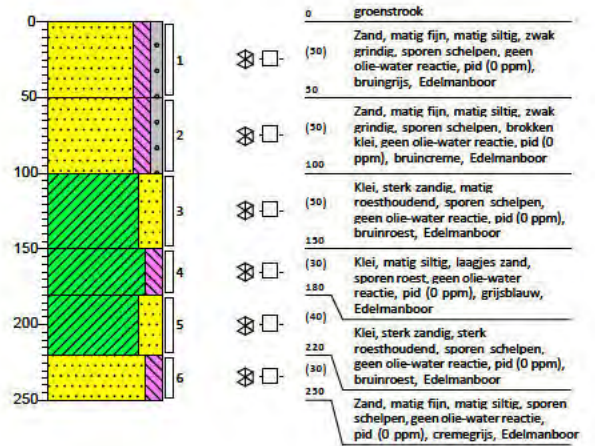 0 groenstrook
0
(50) Zand, matig fijn, matig siltig, zwak
grindig, sporen schelpen, geen
1
olie-water reactie, pid (0 ppm),
bruingrijs, Edelmanboor
50 50
(50) Zand, matig fijn, matig siltig, zwak
grindig, sporen schelpen, brokken
2
klei, geen olie-water reactie, pid (0
ppm), bruincreme, Edelmanboor
100 100
(50) Klei, sterk zandig, matig
roesthoudend, sporen schelpen,
3
geen olie-water reactie, pid (0 ppm),
bruinroest, Edelmanboor
150 150
(30) Klei, matig siltig, laagjes zand,
4
sporen roest, geen olie-water
180 reactie, pid (0 ppm), grijsblauw,
Edelmanboor
(40)
200 5
Klei, sterk zandig, sterk
220 roesthoudend, sporen schelpen,
geen olie-water reactie, pid (0 ppm),
(30) bruinroest, Edelmanboor
6
250 250
Zand, matig fijn, matig siltig, sporen
schelpen, geen olie-water reactie,
pid (0 ppm), cremegrijs, Edelmanboor